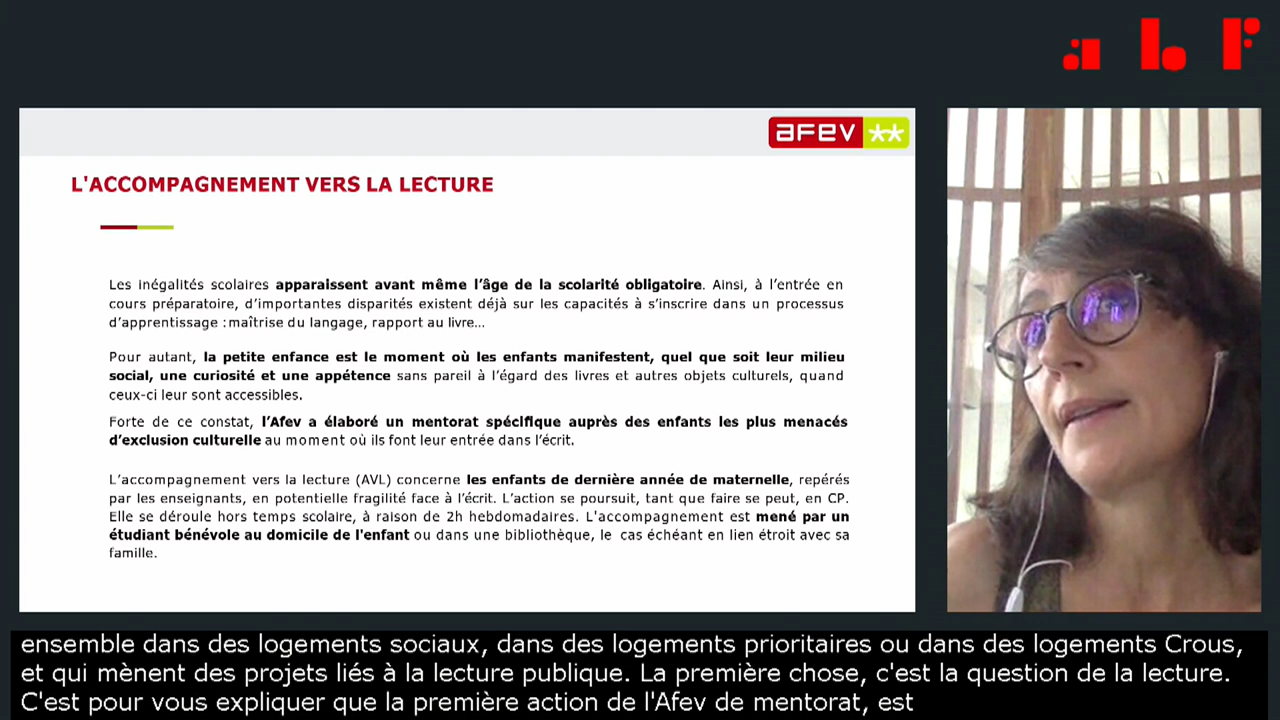 abf
afev **
L'ACCOMPAGNEMENT VERS LA LECTURE
Les inégalités scolaires apparaissent avant même l'âge de la scolarité obligatoire. Ainsi, à l'entrée en
cours préparatoire, d'importantes disparités existent déjà sur les capacités à s'inscrire dans un processus
d'apprentissage : maîtrise du langage, rapport au livre...
Pour autant, la petite enfance est le moment où les enfants manifestent, quel que soit leur milieu
social, une curiosité et une appétence sans pareil à l'égard des livres et autres objets culturels, quand
ceux-ci leur sont accessibles.
Forte de ce constat, l'Afev a élaboré un mentorat spécifique auprès des enfants les plus menacés
d'exclusion culturelle au moment où ils font leur entrée dans l'écrit.
L'accompagnement vers la lecture (AVL) concerne les enfants de dernière année de maternelle, repérés
par les enseignants, en potentielle fragilité face à l'écrit. L'action se poursuit, tant que faire se peut, en CP.
Elle se déroule hors temps scolaire, à raison de 2h hebdomadaires. L'accompagnement est mené par un
étudiant bénévole au domicile de l'enfant ou dans une bibliothèque, le cas échéant en lien étroit avec sa
famille.
ensemble dans des logements sociaux, dans des logements prioritaires ou dans des logements Crous,
et qui mènent des projets liés à la lecture publique. La première chose, c'est la question de la lecture.
C'est pour vous expliquer que la première action de l'Afev de mentorat, est